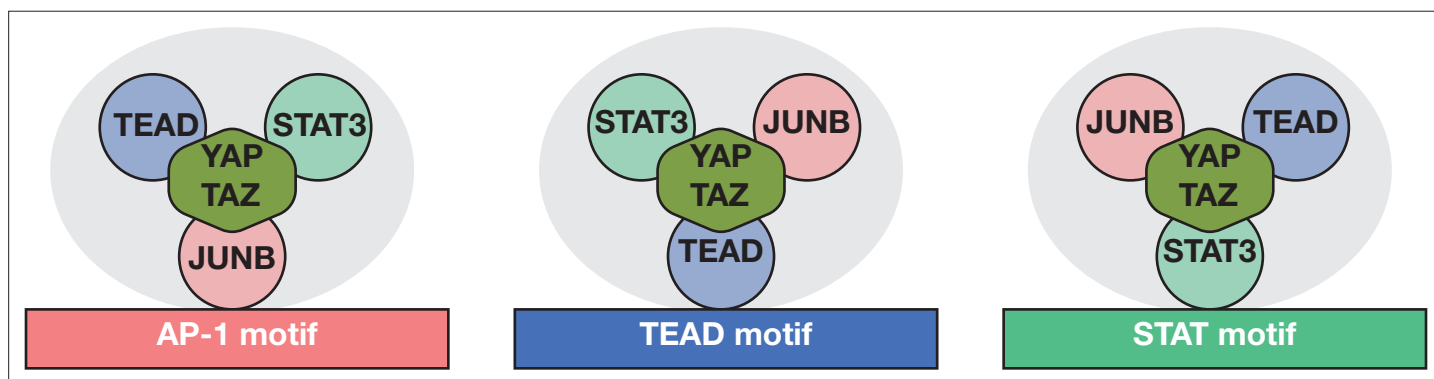 TEAD
STAT3
YAP
TAZ
JUNB
AP-1 motif
STAT3
JUNB
YAP
TAZ
TEAD
TEAD motif
JUNB
TEAD
YAP
TAZ
STAT3
STAT motif